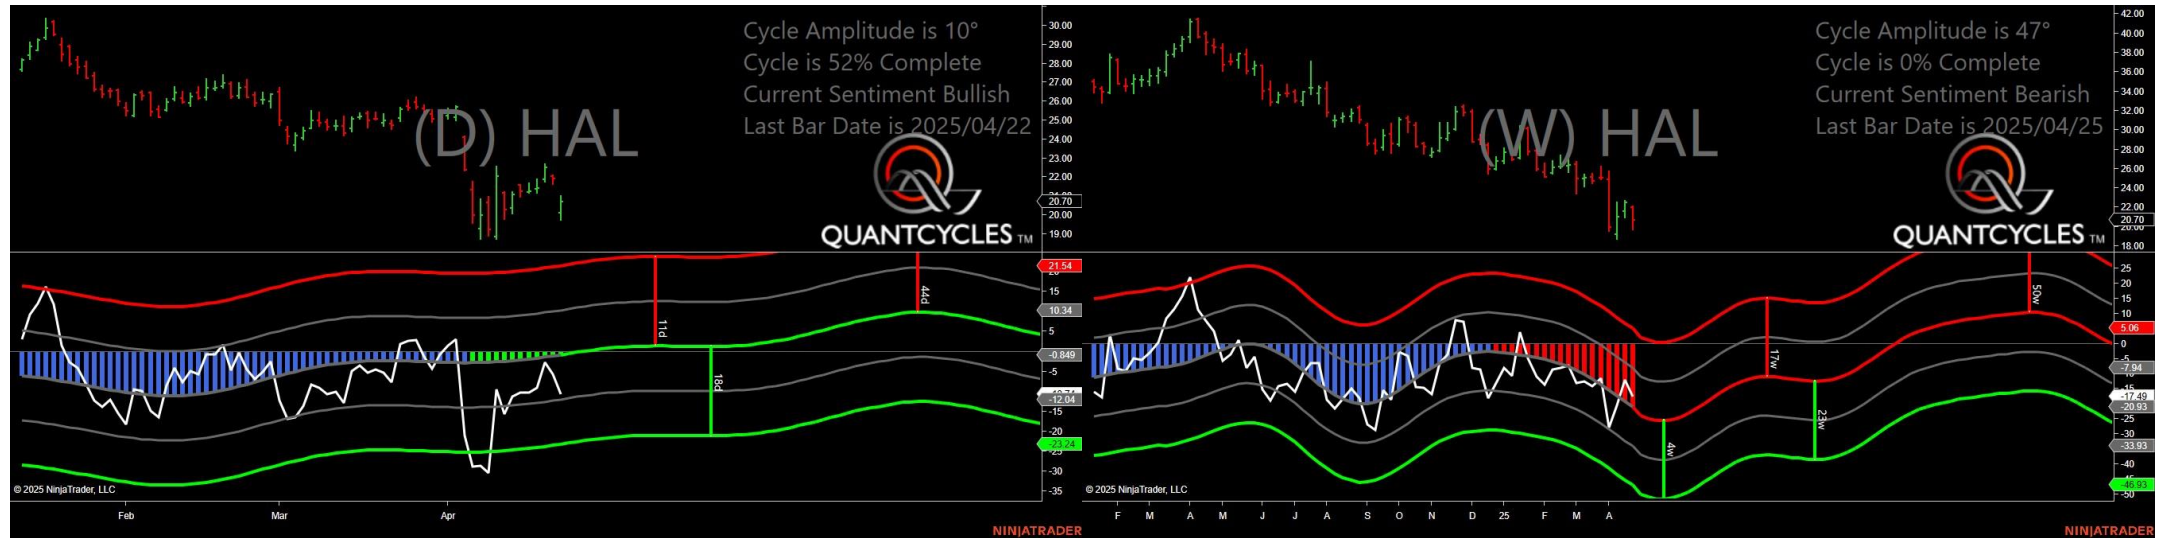 Cycle Amplitude is 10°
Cycle is 52% Complete
Current Sentiment Bullish
Last Bar Date is 2025/04/22
(D) HAL
QUANTCYCLES TM
30.00
29.00
28.00
27.00
26.00
25.00
24.00
23.00
22.00
20.70
20.00
19.00
21.54
15
10.34
5
-0.849
-5
-12.04
-15
-20
-23.24
-30
-35
11d
18d
44d
© 2025 NinjaTrader, LLC
Feb
Mar
Apr
NINJATRADER
Cycle Amplitude is 47°
Cycle is 0% Complete
Current Sentiment Bearish
Last Bar Date is 2025/04/25
(W) HAL
QUANTCYCLES TM
42.00
40.00
38.00
36.00
34.00
32.00
30.00
28.00
26.00
24.00
22.00
20.70
18.00
25
20
15
10
5.06
0
-5
-7.94
-17.49
-20.93
-25
-30
-33.93
-40
-46.93
-50
4w
17w
23w
50w
© 2025 NinjaTrader, LLC
F
M
A
M
J
J
A
S
O
N
D
25
F
M
A
NINJATRADER